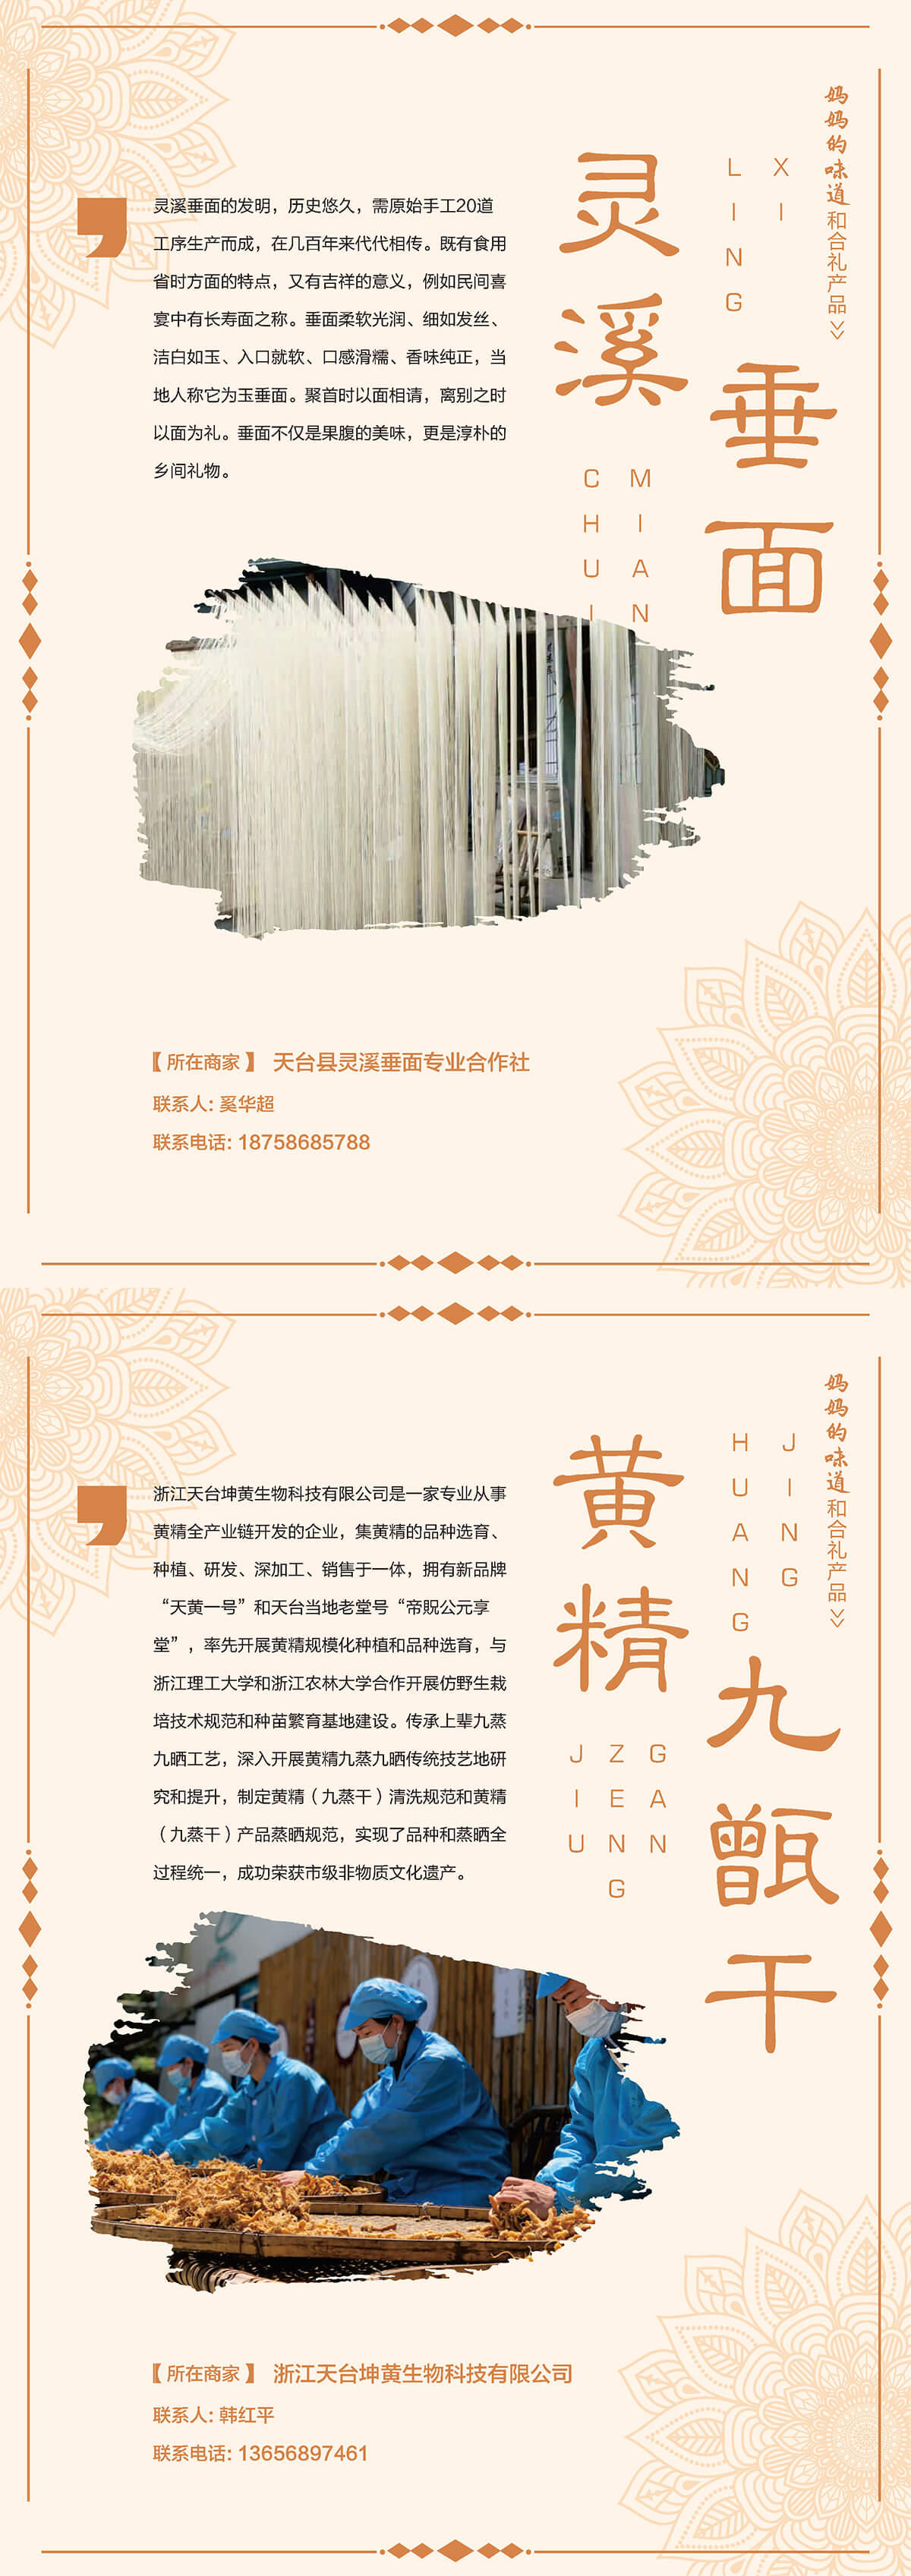 妈妈的味道和合礼产品
灵溪
LING
XI
垂面
CHUI
MIAN
灵溪垂面的发明，历史悠久，需原始手工20道
工序生产而成，在几百年来代代相传。既有食用
省时方面的特点，又有吉祥的意义，例如民间喜
宴中有长寿面之称。垂面柔软光润、细如发丝、
洁白如玉、入口就软、口感滑糯、香味纯正，当
地人称它为玉垂面。聚首时以面相请，离别之时
以面为礼。垂面不仅是果腹的美味，更是淳朴的
乡间礼物。
【所在商家】 天台县灵溪垂面专业合作社
联系人: 奚华超
联系电话: 18758685788
妈妈的味道和合礼产品
黄精
HUANG
JING
九甑干
JIU
ZENG
GAN
浙江天台坤黄生物科技有限公司是一家专业从事
黄精全产业链开发的企业，集黄精的品种选育、
种植、研发、深加工、销售于一体，拥有新品牌
“天黄一号”和天台当地老堂号“帝贶公元享
堂”，率先开展黄精规模化种植和品种选育，与
浙江理工大学和浙江农林大学合作开展仿野生栽
培技术规范和种苗繁育基地建设。传承上辈九蒸
九晒工艺，深入开展黄精九蒸九晒传统技艺地研
究和提升，制定黄精（九蒸干）清洗规范和黄精
（九蒸干）产品蒸晒规范，实现了品种和蒸晒全
过程统一，成功荣获市级非物质文化遗产。
【所在商家】 浙江天台坤黄生物科技有限公司
联系人: 韩红平
联系电话: 13656897461